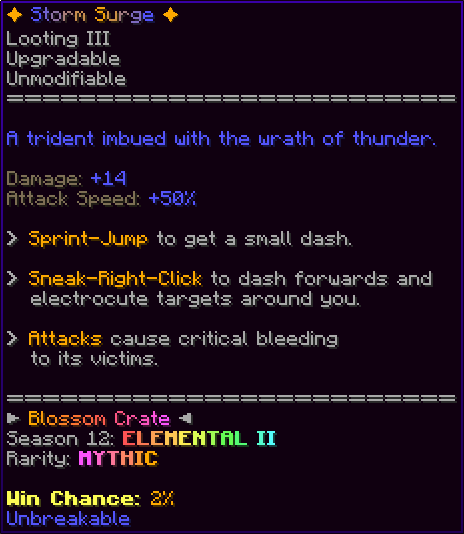 ✦ Storm Surge ✦
Looting III
Upgradable
Unmodifiable
============================
A trident imbued with the wrath of thunder.
Damage: +14
Attack Speed: +50%
> Sprint-Jump to get a small dash.
> Sneak-Right-Click to dash forwards and
electrocute targets around you.
> Attacks cause critical bleeding
to its victims.
============================
► Blossom Crate ◄
Season 12: ELEMENTAL II
Rarity: MYTHIC
Win Chance: 2%
Unbreakable